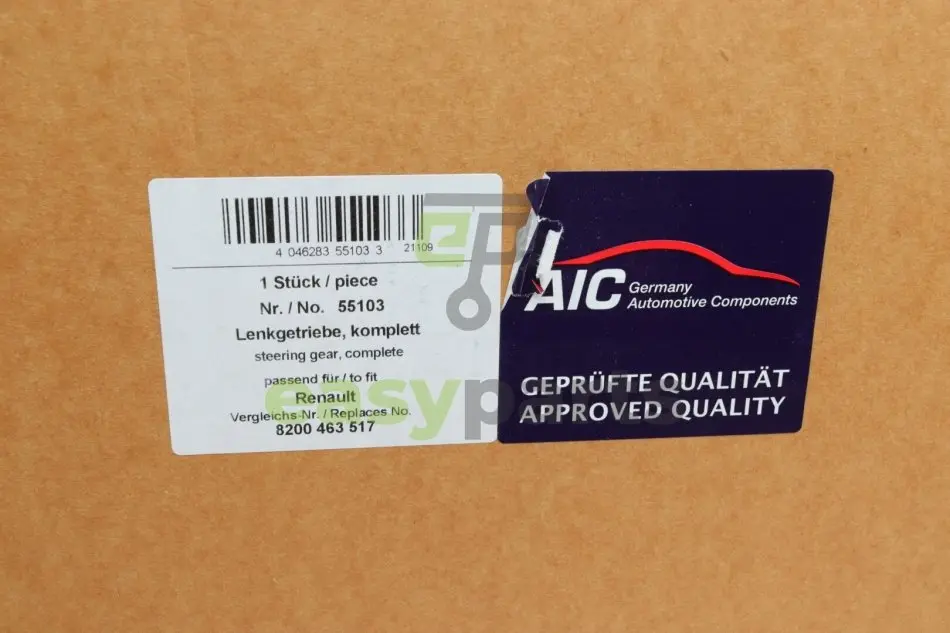 4 046283 55103 3 21109
1 Stück / piece
Nr. / No. 55103
Lenkgetriebe, komplett
steering gear, complete
passend für / to fit
Renault
Vergleichs-Nr. / Replaces No.
8200 463 517
easyparts
AIC Germany
Automotive Components
GEPRÜFTE QUALITÄT
APPROVED QUALITY